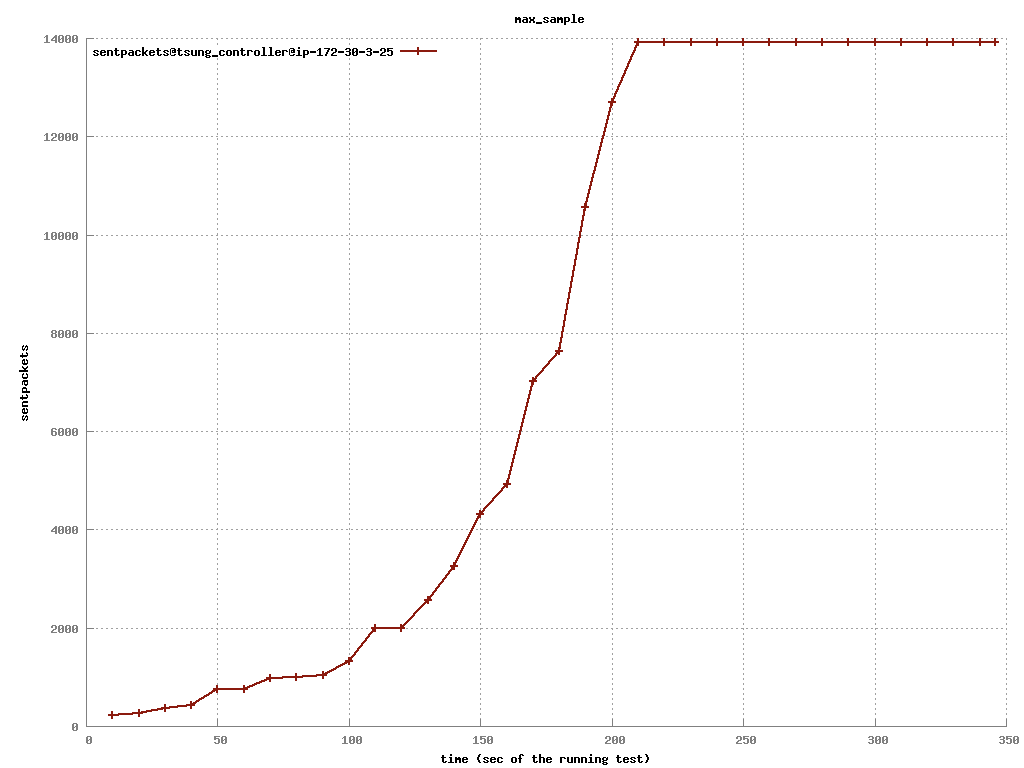 max_sample
sentpackets@tsung_controller@ip-172-30-3-25
14000
12000
10000
8000
6000
4000
2000
0
sentpackets
0 50 100 150 200 250 300 350
time (sec of the running test)